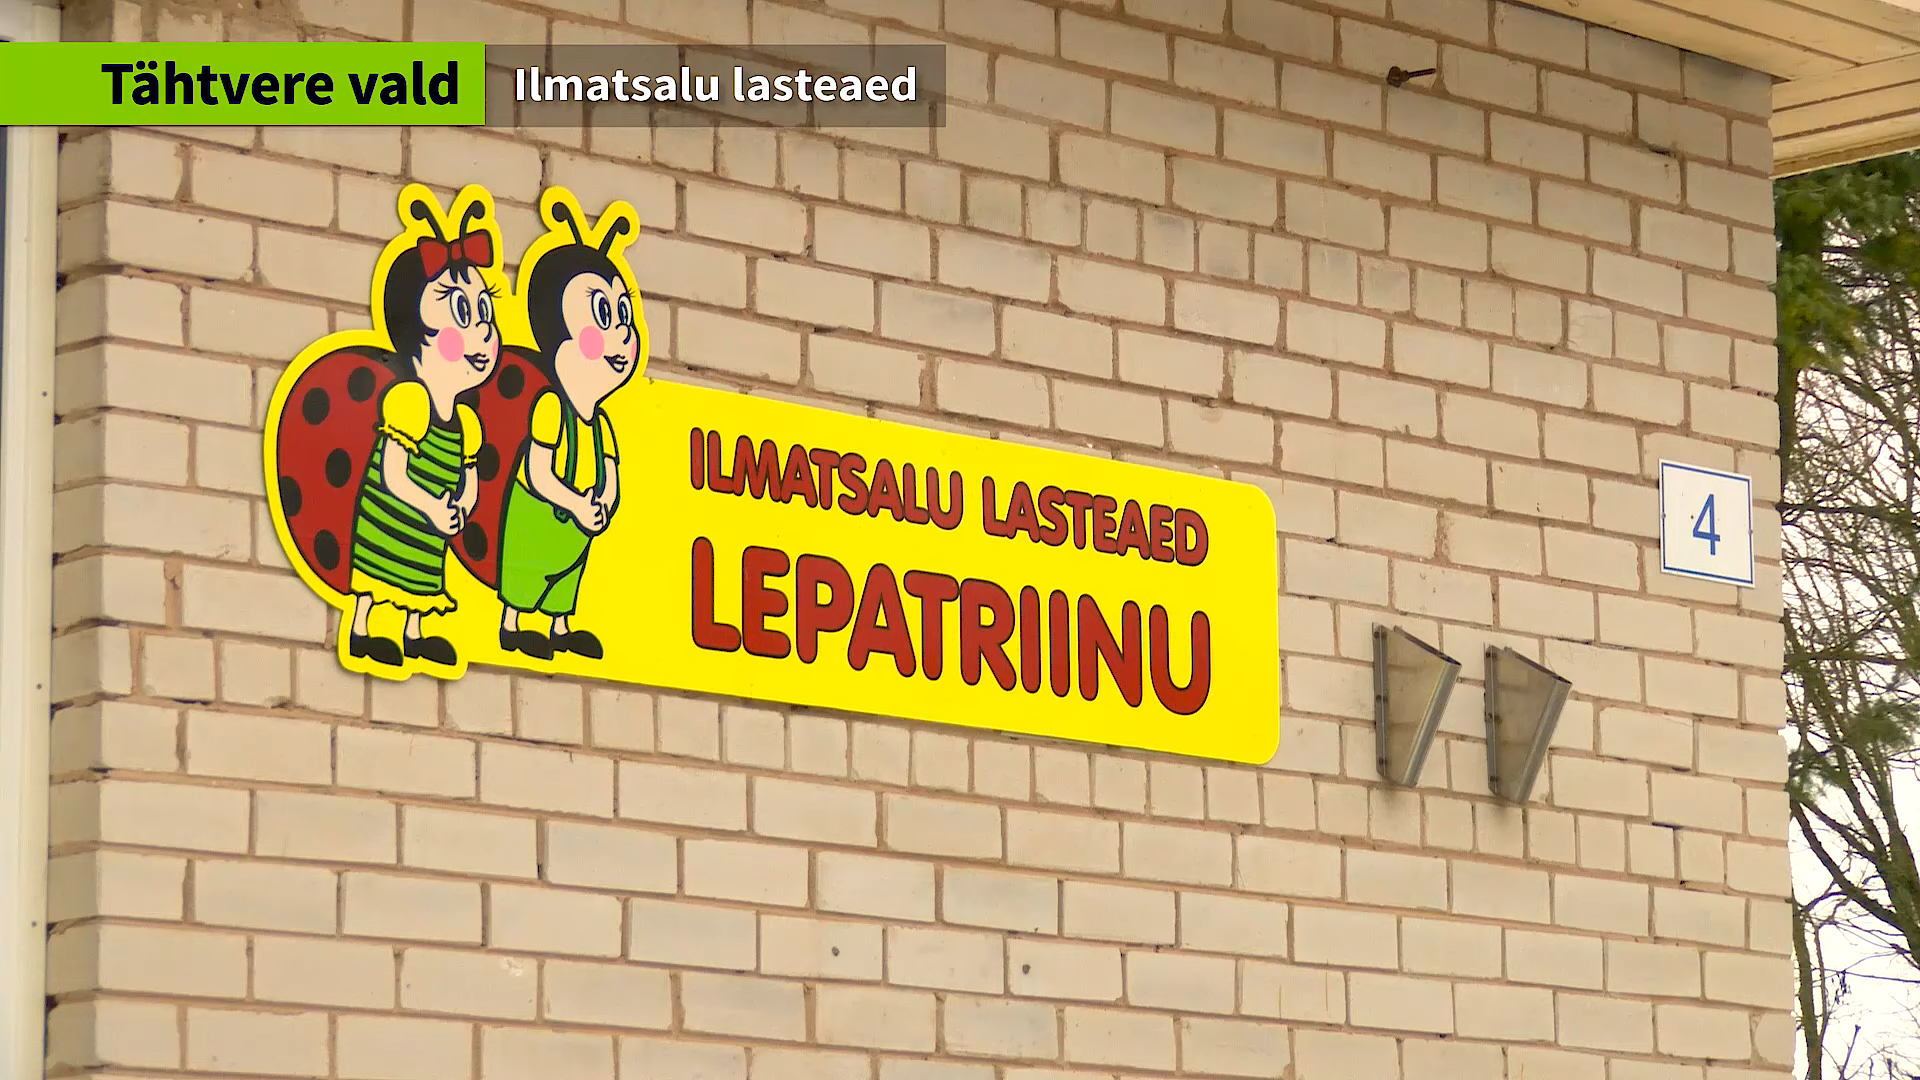 Tähtvere vald
Ilmatsalu lasteaed
ILMATSALU LASTEAED
LEPATRIINU
4